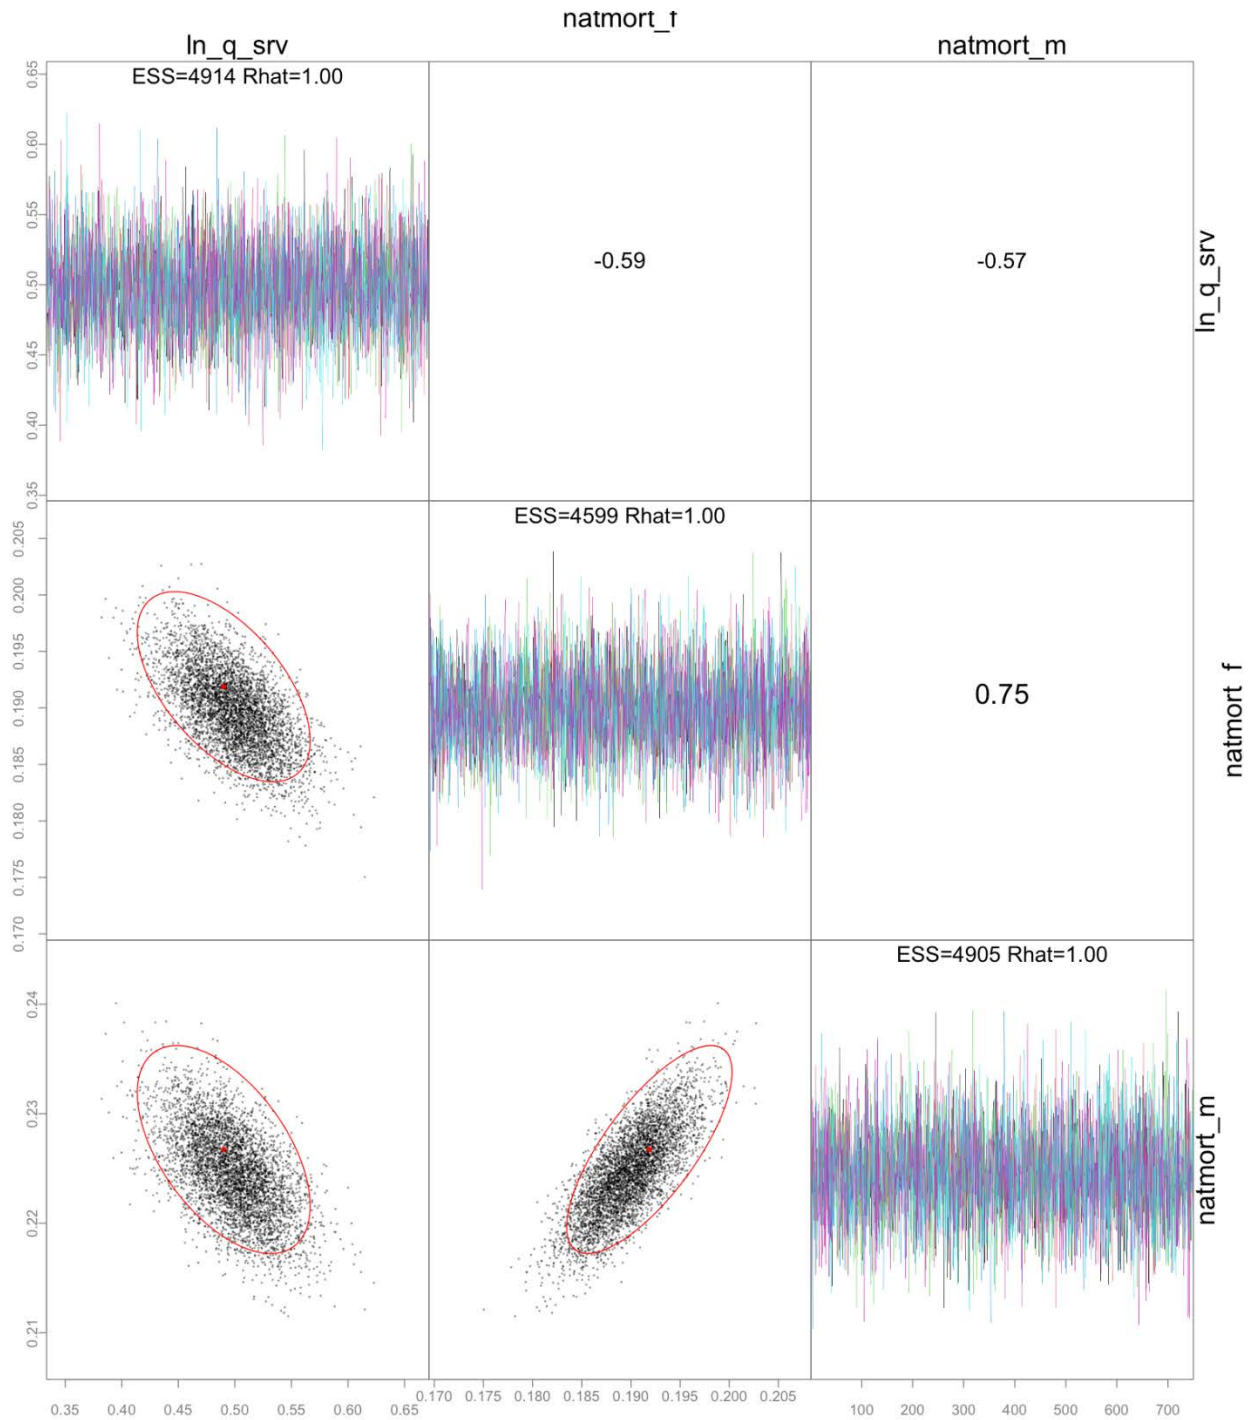 natmort_f
ln_q_srv
natmort_m
ESS=4914 Rhat=1.00
0.65
0.60
0.55
0.50
0.45
0.40
0.35
-0.59
-0.57
ln_q_srv
ESS=4599 Rhat=1.00
0.205
0.200
0.195
0.190
0.185
0.180
0.175
0.170
0.75
natmort_f
ESS=4905 Rhat=1.00
0.24
0.23
0.22
0.21
natmort_m
0.35 0.40 0.45 0.50 0.55 0.60 0.65
0.170 0.175 0.180 0.185 0.190 0.195 0.200 0.205
100 200 300 400 500 600 700